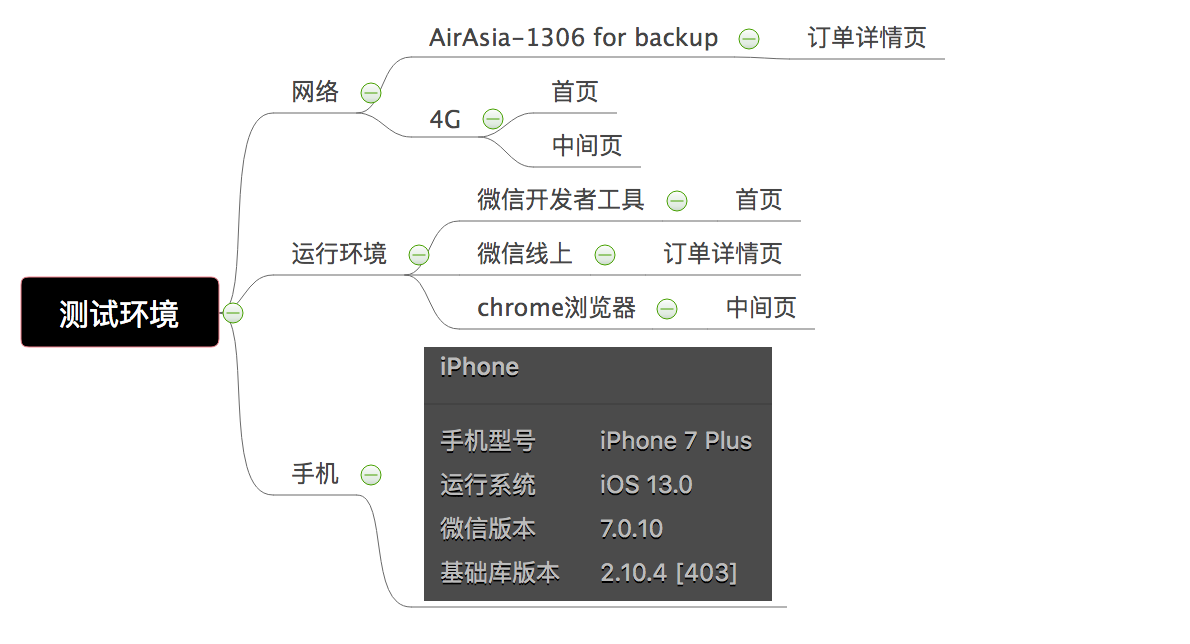 测试环境
网络
AirAsia-1306 for backup
订单详情页
4G
首页
中间页
运行环境
微信开发者工具
首页
微信线上
订单详情页
chrome浏览器
中间页
手机
iPhone
手机型号 iPhone 7 Plus
运行系统 iOS 13.0
微信版本 7.0.10
基础库版本 2.10.4 [403]